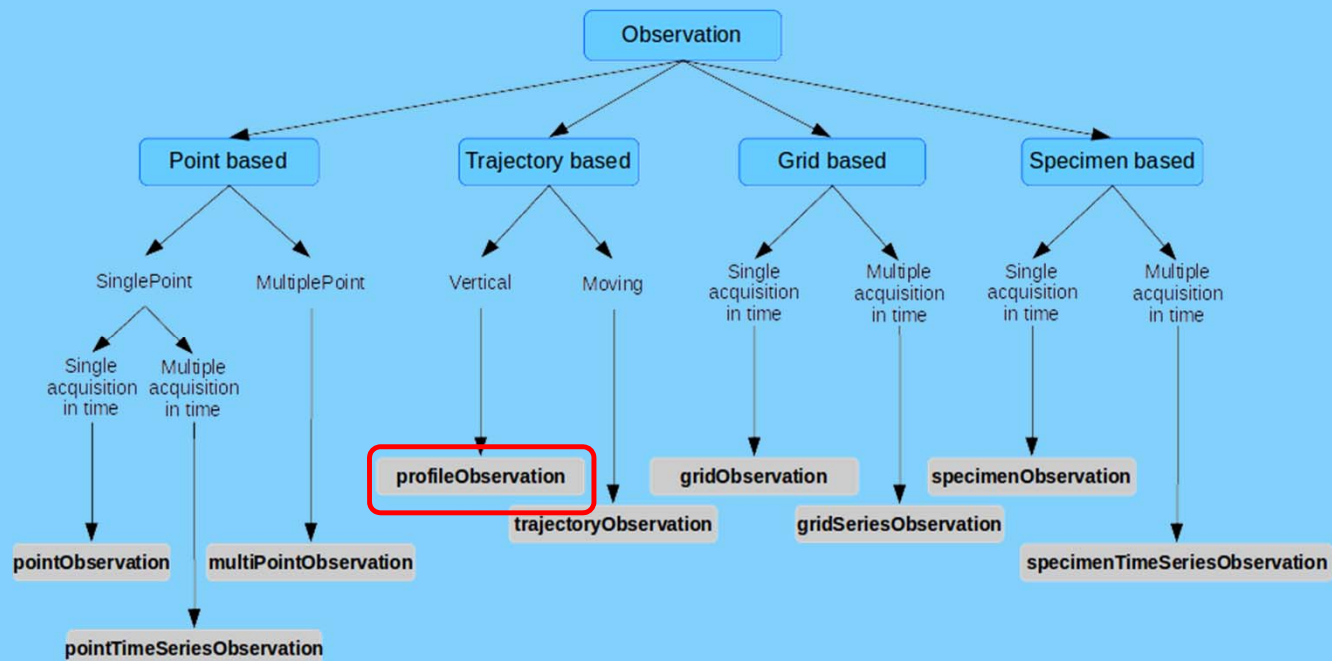 Observation
Point based
Trajectory based
Grid based
Specimen based
SinglePoint
MultiplePoint
Vertical
Moving
Single
acquisition
in time
Multiple
acquisition
in time
Single
acquisition
in time
Multiple
acquisition
in time
Single
acquisition
in time
Multiple
acquisition
in time
profileObservation
gridObservation
specimenObservation
trajectoryObservation
gridSeriesObservation
pointObservation
multiPointObservation
specimenTimeSeriesObservation
pointTimeSeriesObservation